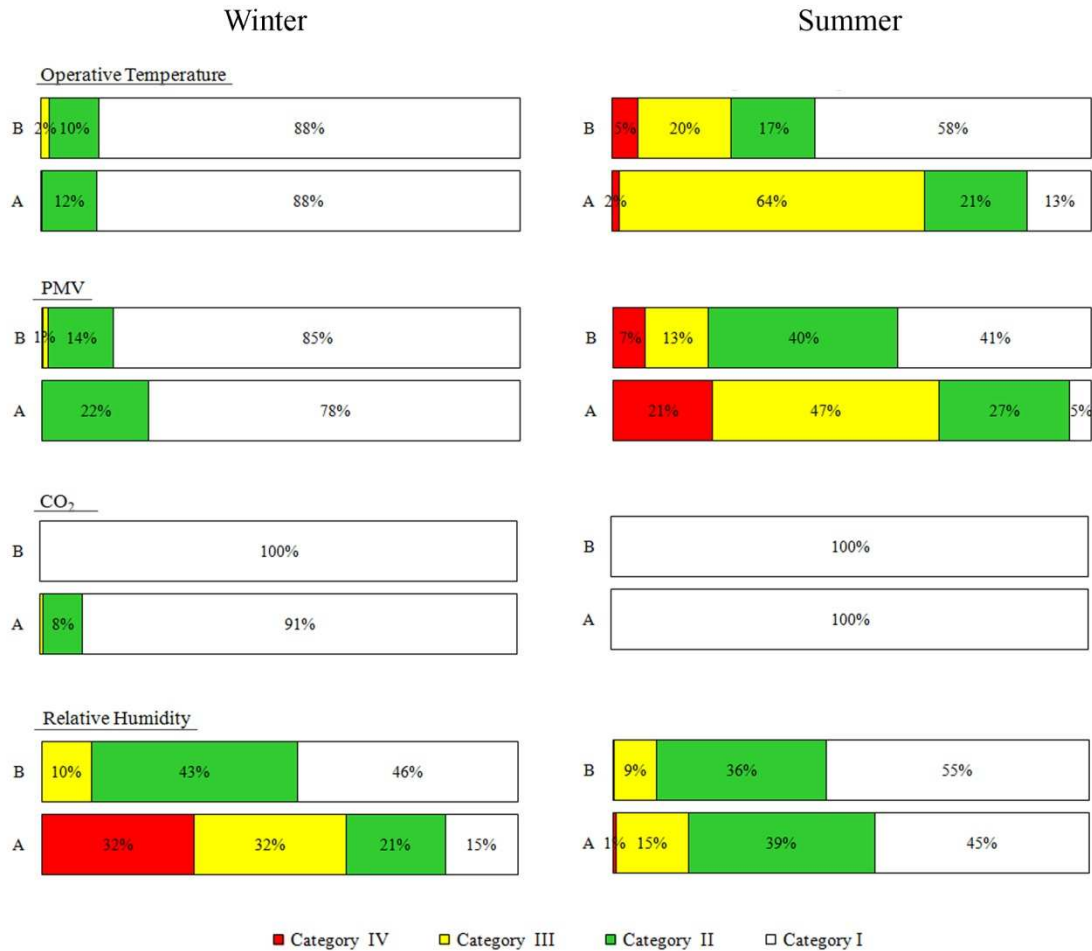 Winter Summer
Operative Temperature
B 2% 10% 88% B 5% 20% 17% 58%
A 12% 88% A 2% 64% 21% 13%
PMV
B 1% 14% 85% B 7% 13% 40% 41%
A 22% 78% A 21% 47% 27% 5%
CO₂
B 100% B 100%
A 8% 91% A 100%
Relative Humidity
B 10% 43% 46% B 9% 36% 55%
A 32% 32% 21% 15% A 1% 15% 39% 45%
Category IV Category III Category II Category I